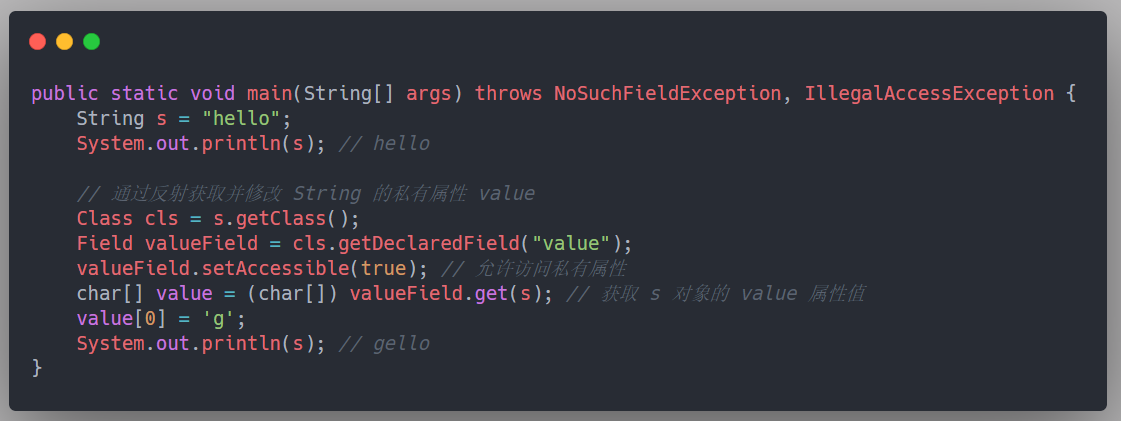 public static void main(String[] args) throws NoSuchFieldException, IllegalAccessException {
    String s = "hello";
    System.out.println(s); // hello

    // 通过反射获取并修改 String 的私有属性 value
    Class cls = s.getClass();
    Field valueField = cls.getDeclaredField("value");
    valueField.setAccessible(true); // 允许访问私有属性
    char[] value = (char[]) valueField.get(s); // 获取 s 对象的 value 属性值
    value[0] = 'g';
    System.out.println(s); // gello
}